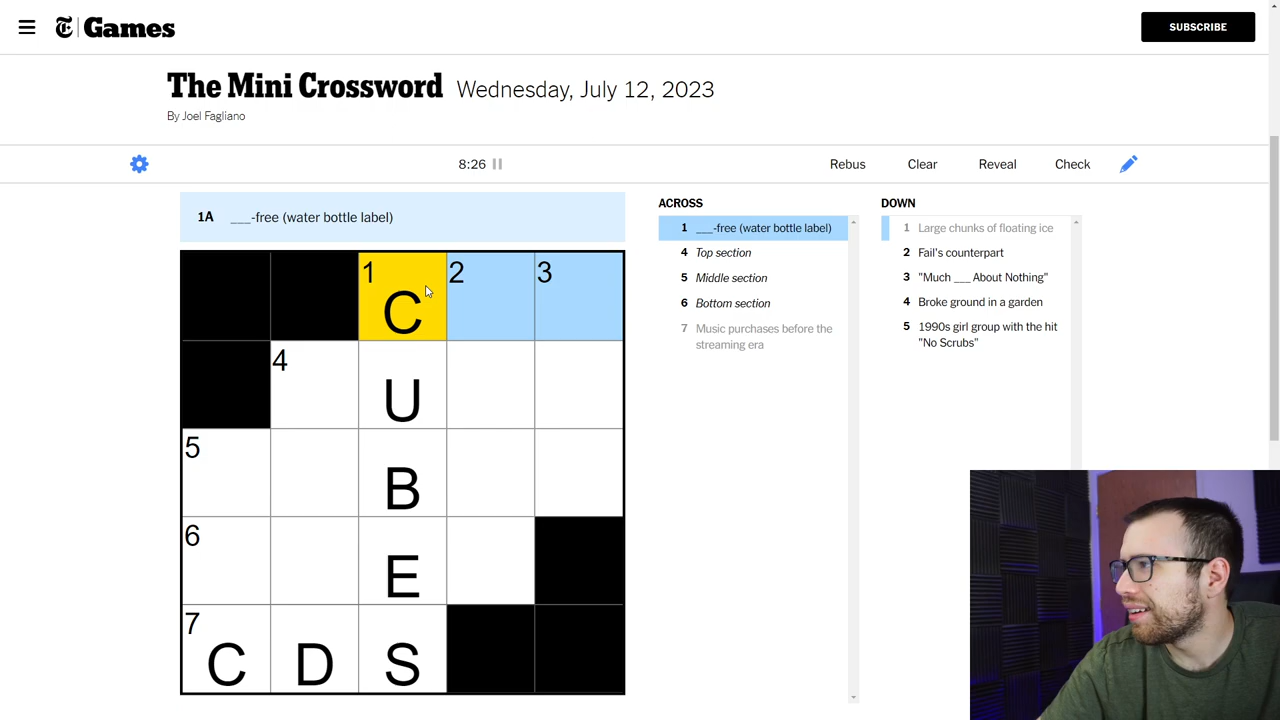 Games
SUBSCRIBE
The Mini Crossword Wednesday, July 12, 2023
By Joel Fagliano
8:26
Rebus Clear Reveal Check
1A ___-free (water bottle label)
1 C 2 3
4 U
5 B
6 E
7 C D S
ACROSS
1 ___-free (water bottle label)
4 Top section
5 Middle section
6 Bottom section
7 Music purchases before the
streaming era
DOWN
1 Large chunks of floating ice
2 Fail's counterpart
3 "Much ___ About Nothing"
4 Broke ground in a garden
5 1990s girl group with the hit
"No Scrubs"